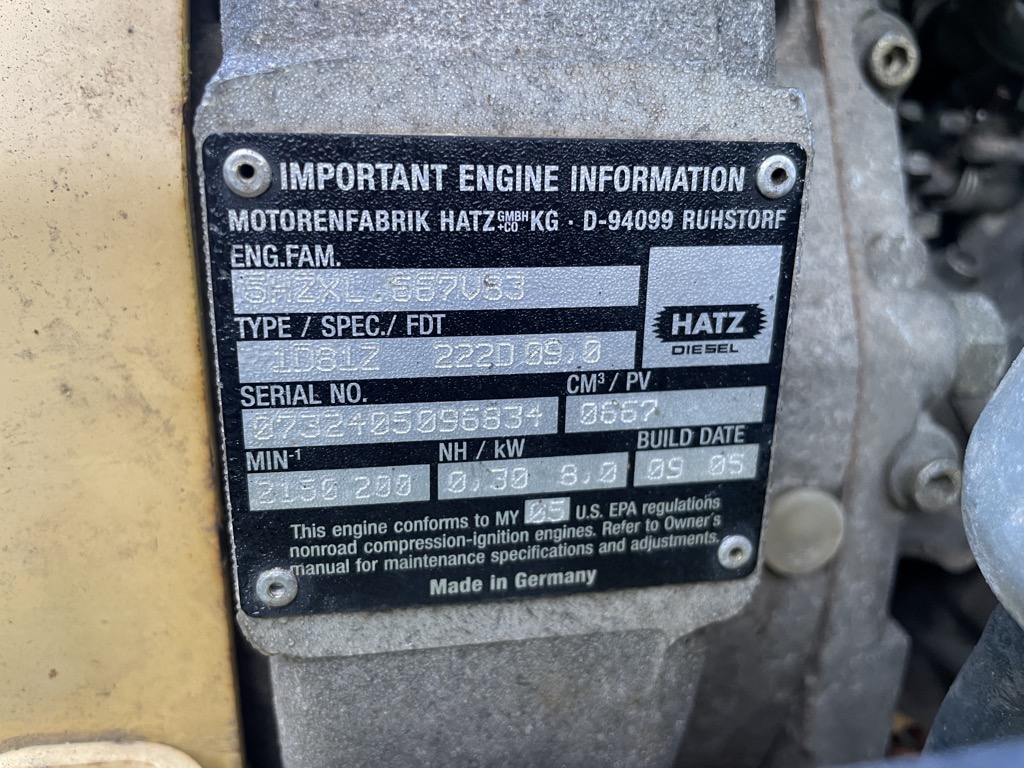 IMPORTANT ENGINE INFORMATION
MOTORENFABRIK HATZ GMBH +CO KG · D-94099 RUHSTORF
ENG.FAM.
5HZXL.667V93
TYPE / SPEC./ FDT
1D81Z 222D 09,0
HATZ
DIESEL
SERIAL NO.
0732405096834
CM³ / PV
0667
MIN⁻¹
2150 200
NH / kW
0,30 8,0
BUILD DATE
09 05
This engine conforms to MY 05 U.S. EPA regulations
nonroad compression-ignition engines. Refer to Owner's
manual for maintenance specifications and adjustments.
Made in Germany